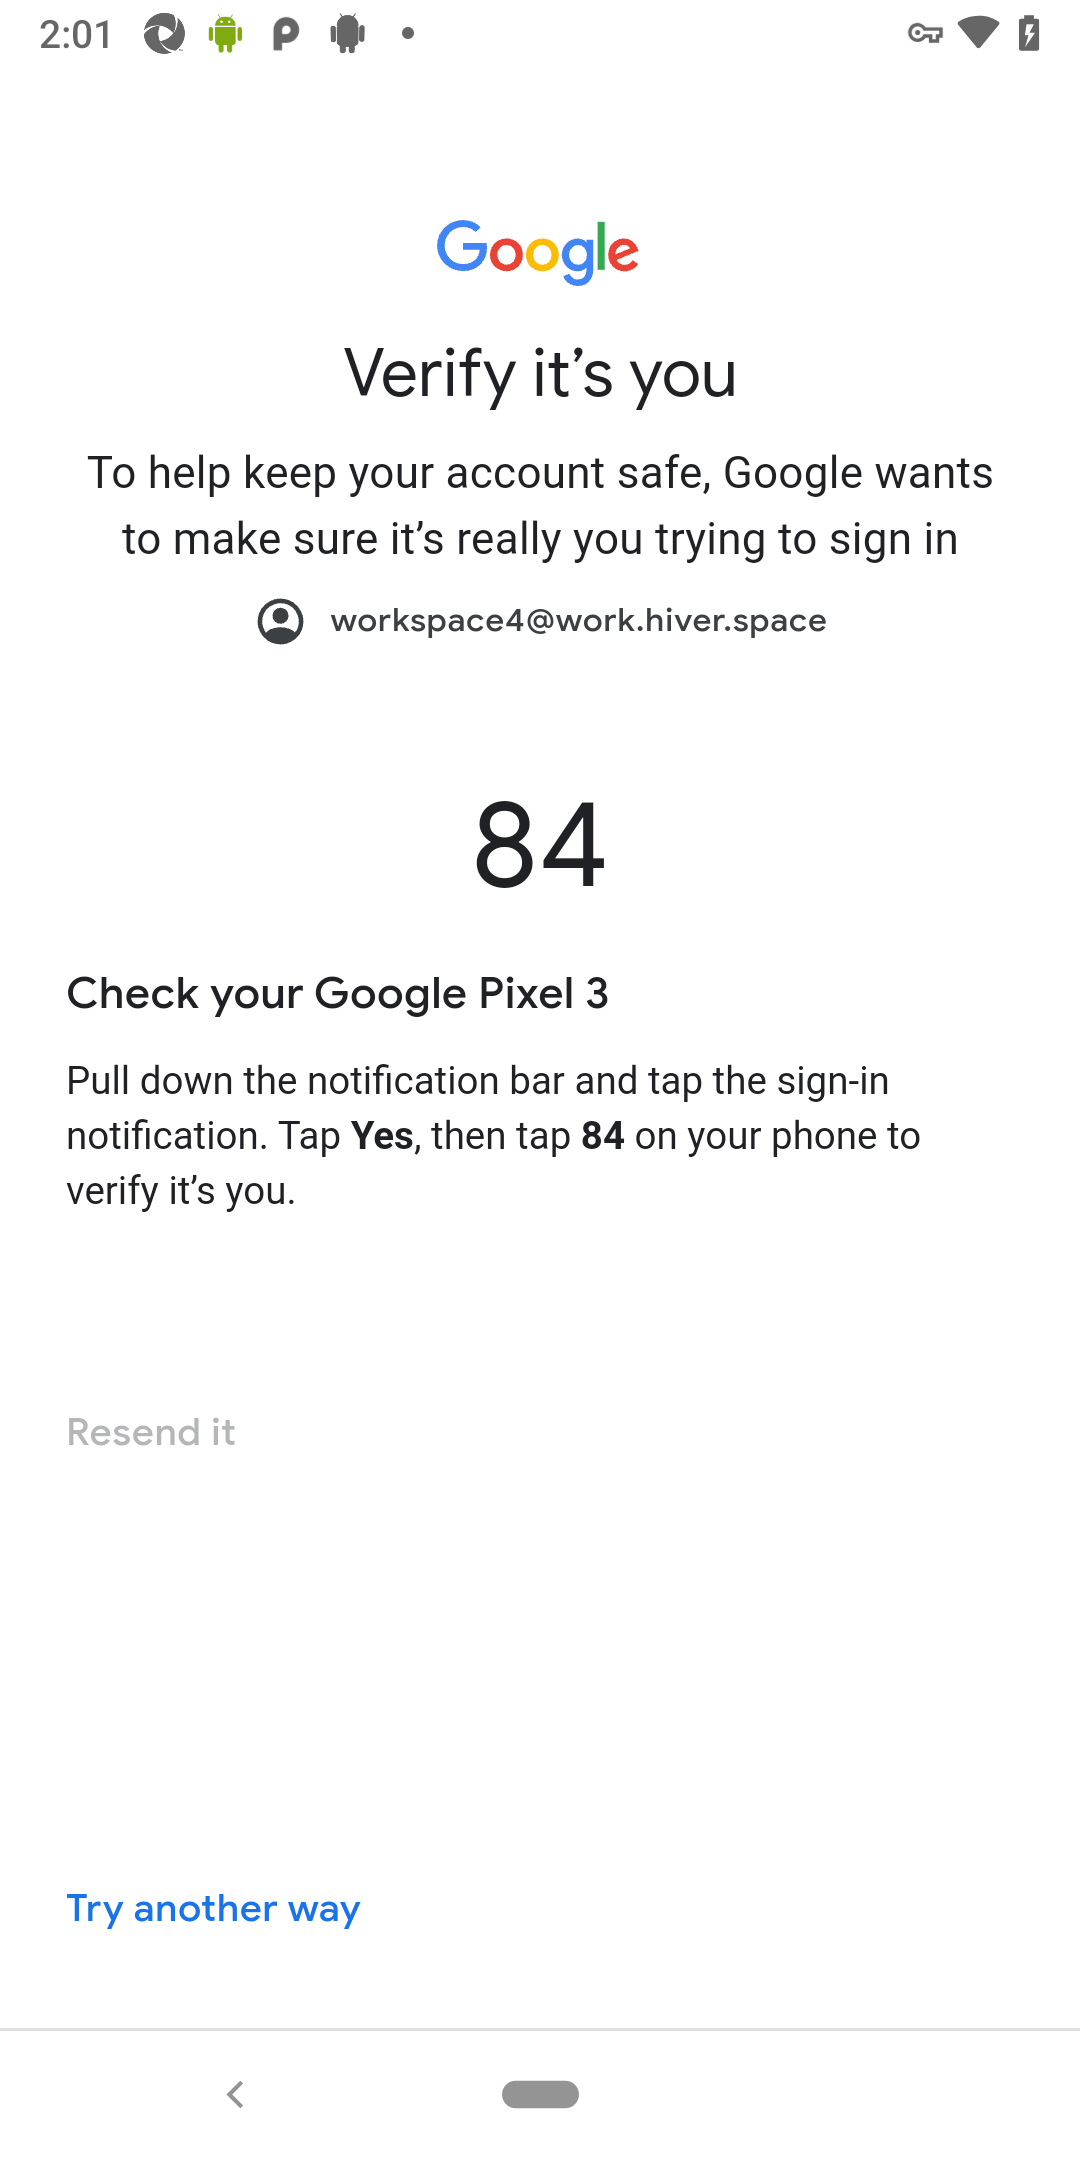 2:01
Google
Verify it’s you
To help keep your account safe, Google wants
to make sure it’s really you trying to sign in
workspace4@work.hiver.space
84
Check your Google Pixel 3
Pull down the notification bar and tap the sign-in
notification. Tap Yes, then tap 84 on your phone to
verify it’s you.
Resend it
Try another way